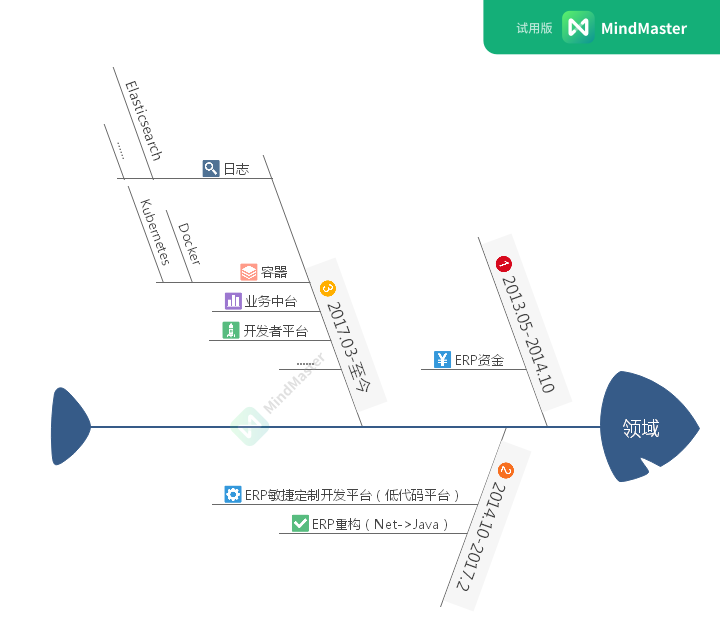 试用版 MindMaster
Elasticsearch
......
日志
Kubernetes
Docker
容器
业务中台
开发者平台
......
3 2017.03-至今
1 2013.05-2014.10
ERP资金
MindMaster
领域
2 2014.10-2017.2
ERP敏捷定制开发平台（低代码平台）
ERP重构（Net->Java）